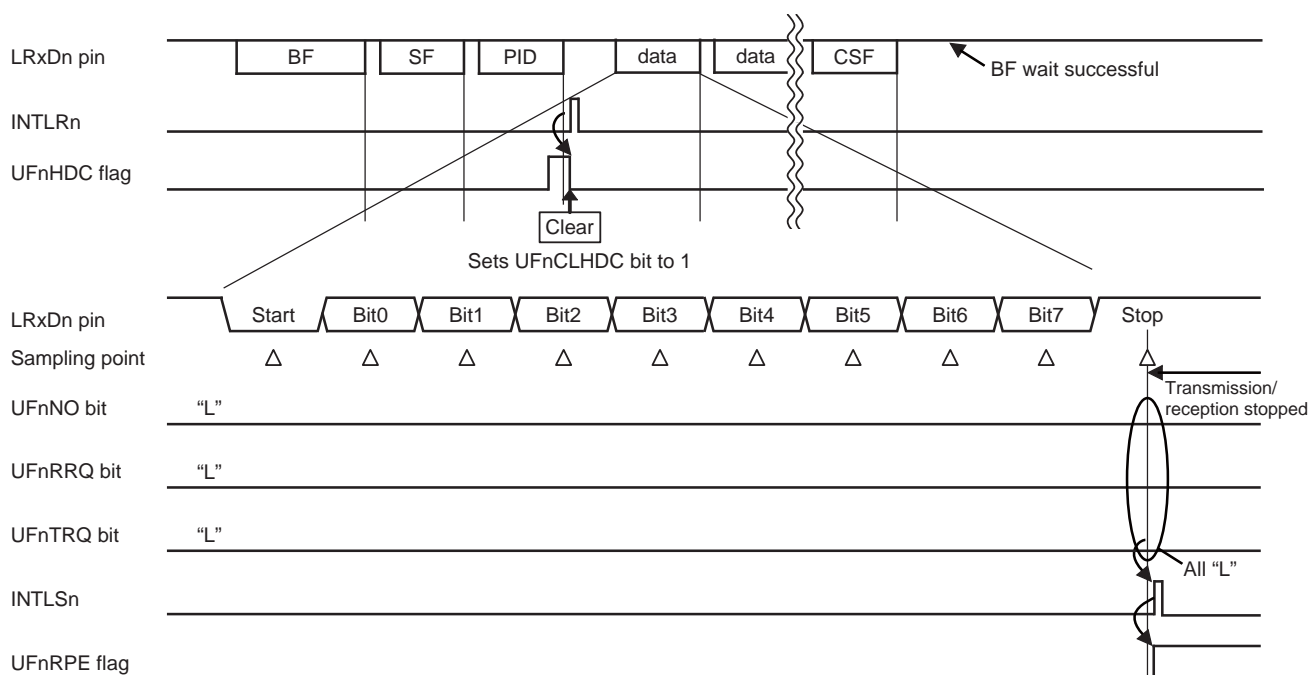 LRxDn pin
BF SF PID data data CSF
BF wait successful
INTLRn
UFnHDC flag
Clear
Sets UFnCLHDC bit to 1
LRxDn pin
Start Bit0 Bit1 Bit2 Bit3 Bit4 Bit5 Bit6 Bit7 Stop
Sampling point
Transmission/
reception stopped
UFnNO bit “L”
UFnRRQ bit “L”
UFnTRQ bit “L”
All “L”
INTLSn
UFnRPE flag